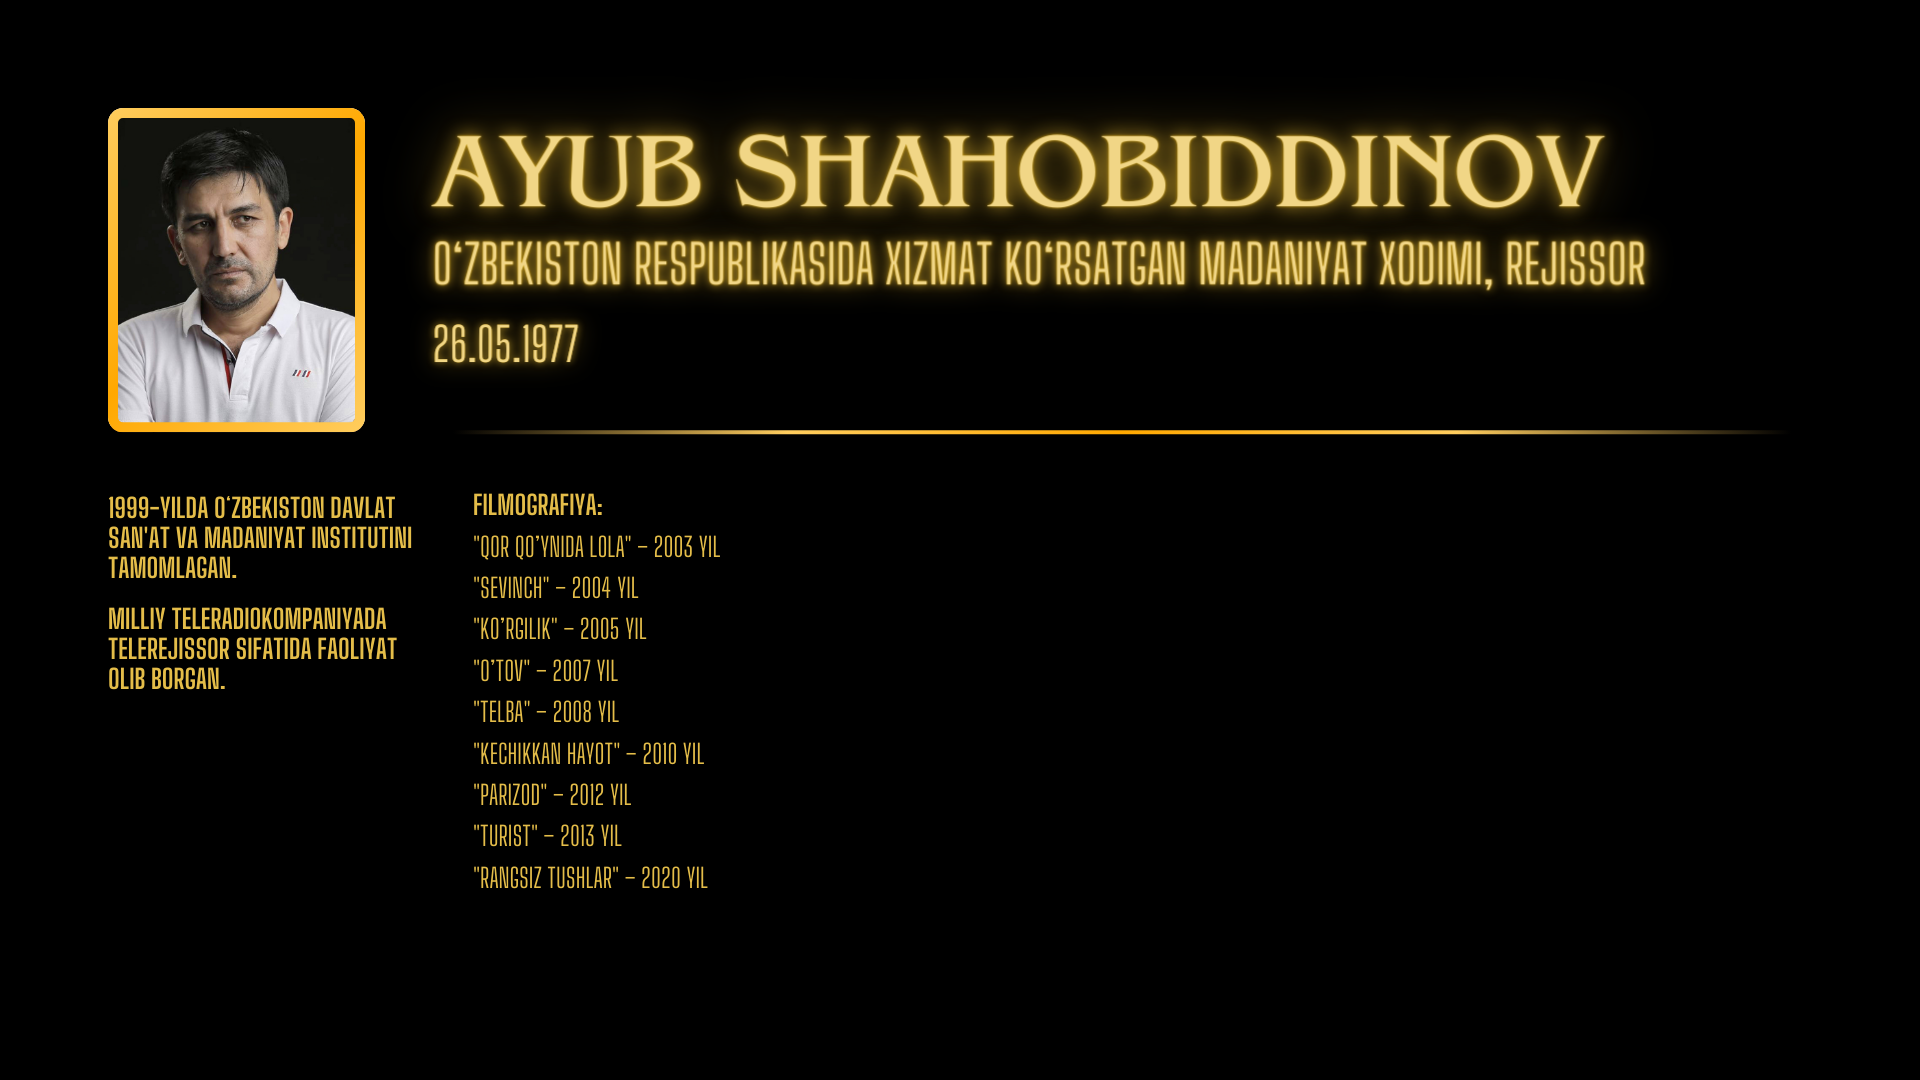 AYUB SHAHOBIDDINOV
O‘ZBEKISTON RESPUBLIKASIDA XIZMAT KO‘RSATGAN MADANIYAT XODIMI, REJISSOR
26.05.1977
1999-YILDA O‘ZBEKISTON DAVLAT
SAN'AT VA MADANIYAT INSTITUTINI
TAMOMLAGAN.
MILLIY TELERADIOKOMPANIYADA
TELEREJISSOR SIFATIDA FAOLIYAT
OLIB BORGAN.
FILMOGRAFIYA:
"QOR QO’YNIDA LOLA" – 2003 YIL
"SEVINCH" – 2004 YIL
"KO’RGILIK" – 2005 YIL
"O’TOV" – 2007 YIL
"TELBA" – 2008 YIL
"KECHIKKAN HAYOT" – 2010 YIL
"PARIZOD" – 2012 YIL
"TURIST" – 2013 YIL
"RANGSIZ TUSHLAR" – 2020 YIL